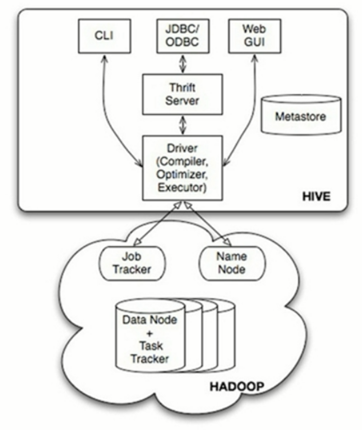 CLI
JDBC/
ODBC
Web
GUI
Thrift
Server
Metastore
Driver
(Compiler,
Optimizer,
Executor)
HIVE
Job
Tracker
Name
Node
Data Node
+
Task
Tracker
HADOOP